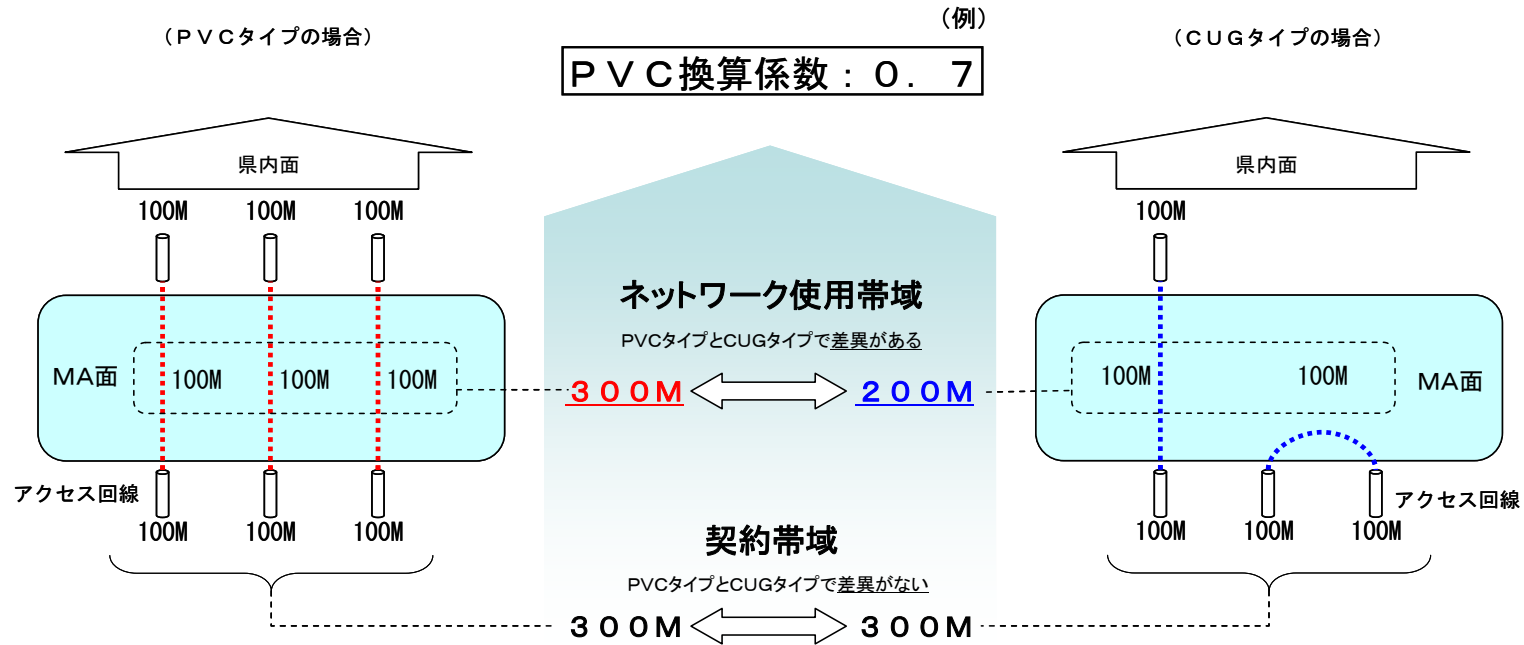 （例）
（ＰＶＣタイプの場合）
（ＣＵＧタイプの場合）
ＰＶＣ換算係数：０．７
県内面
県内面
100M 100M 100M
100M
ネットワーク使用帯域
PVCタイプとCUGタイプで差異がある
MA面 100M 100M 100M
３００Ｍ ２００Ｍ
100M 100M MA面
アクセス回線
アクセス回線
100M 100M 100M
100M 100M 100M
契約帯域
PVCタイプとCUGタイプで差異がない
３００Ｍ ３００Ｍ